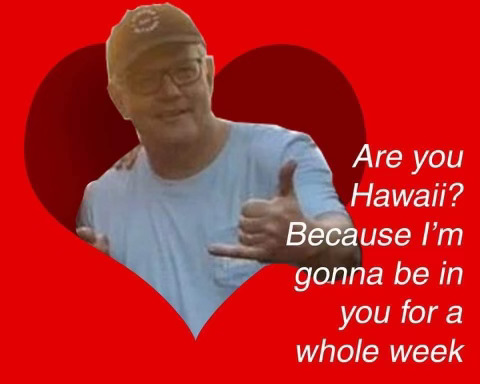 Are you
Hawaii?
Because I'm
gonna be in
you for a
whole week